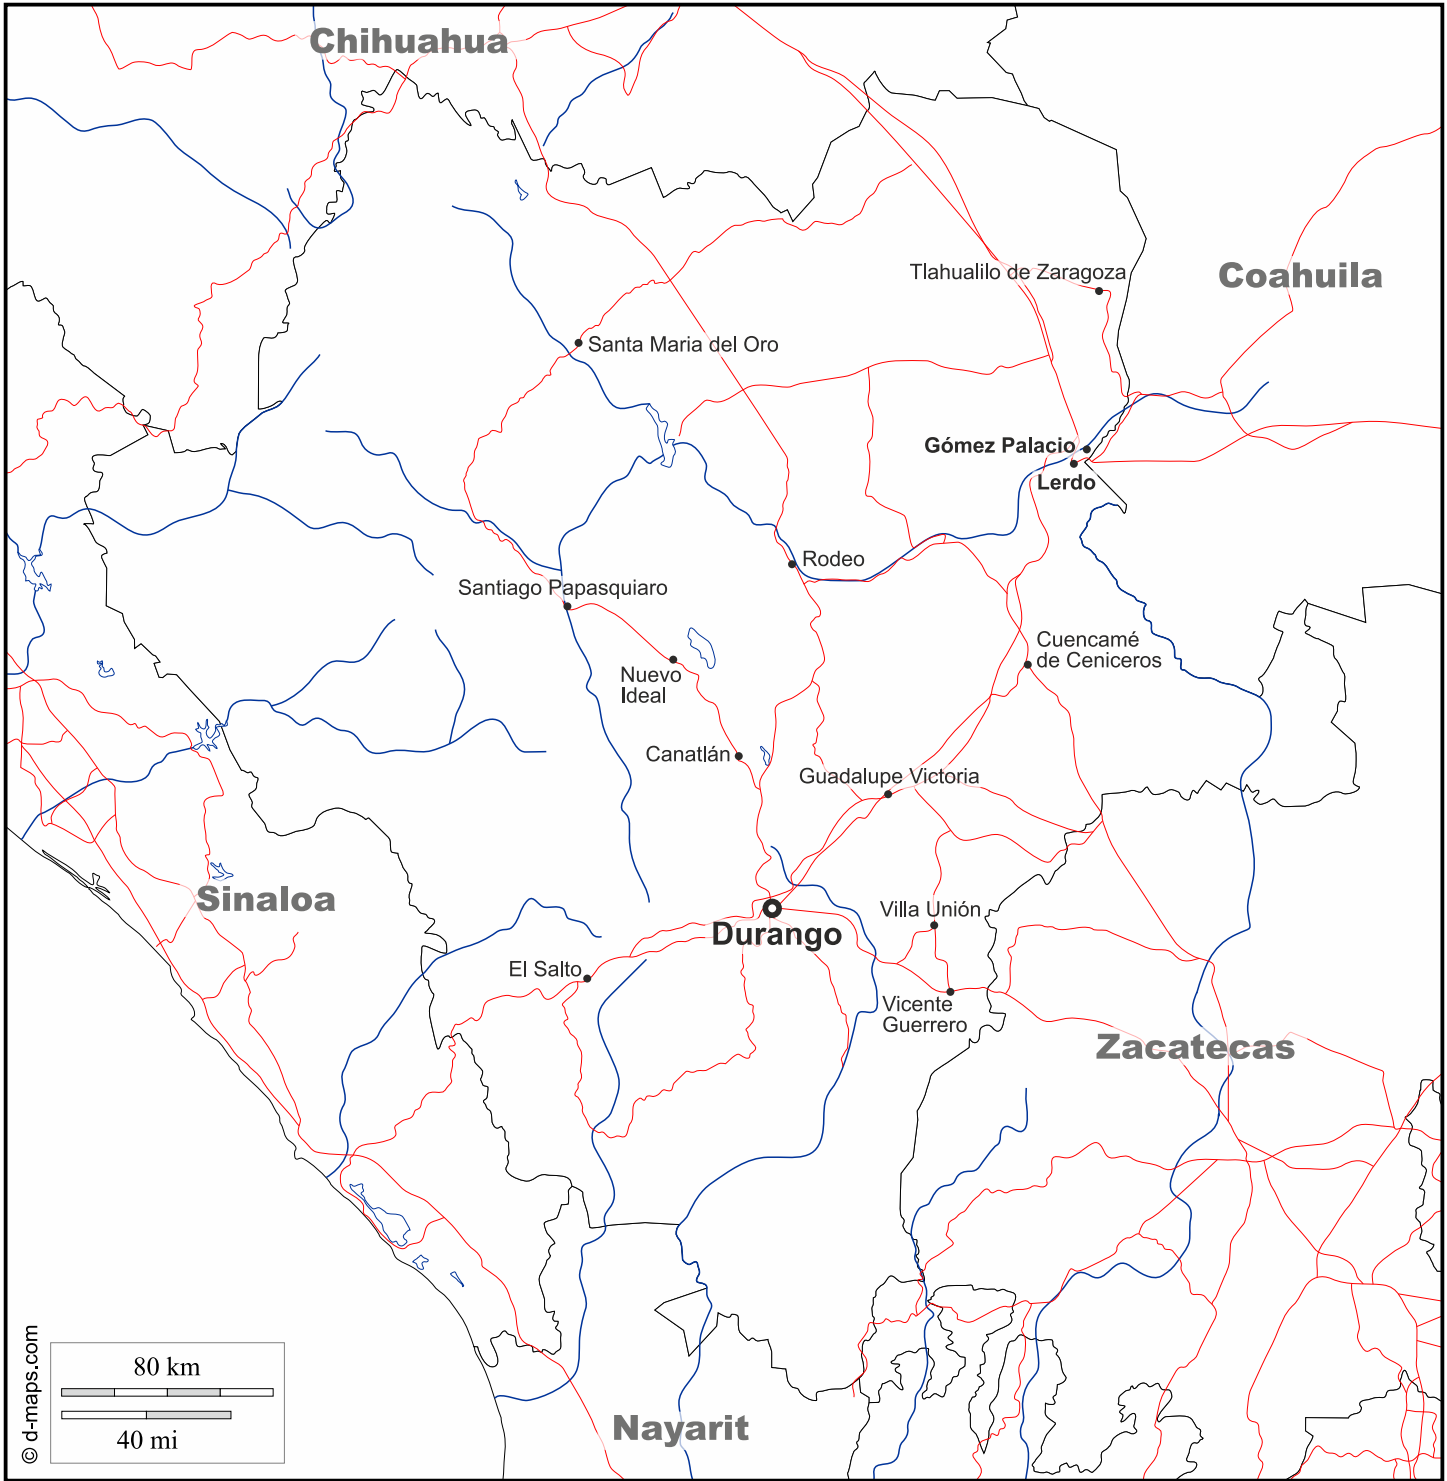 Chihuahua
Tlahualilo de Zaragoza
Coahuila
Santa Maria del Oro
Gómez Palacio
Lerdo
Rodeo
Santiago Papasquiaro
Cuencamé
de Ceniceros
Nuevo
Ideal
Canatlán
Guadalupe Victoria
Sinaloa
Villa Unión
Durango
El Salto
Vicente
Guerrero
Zacatecas
Nayarit
80 km
40 mi
© d-maps.com